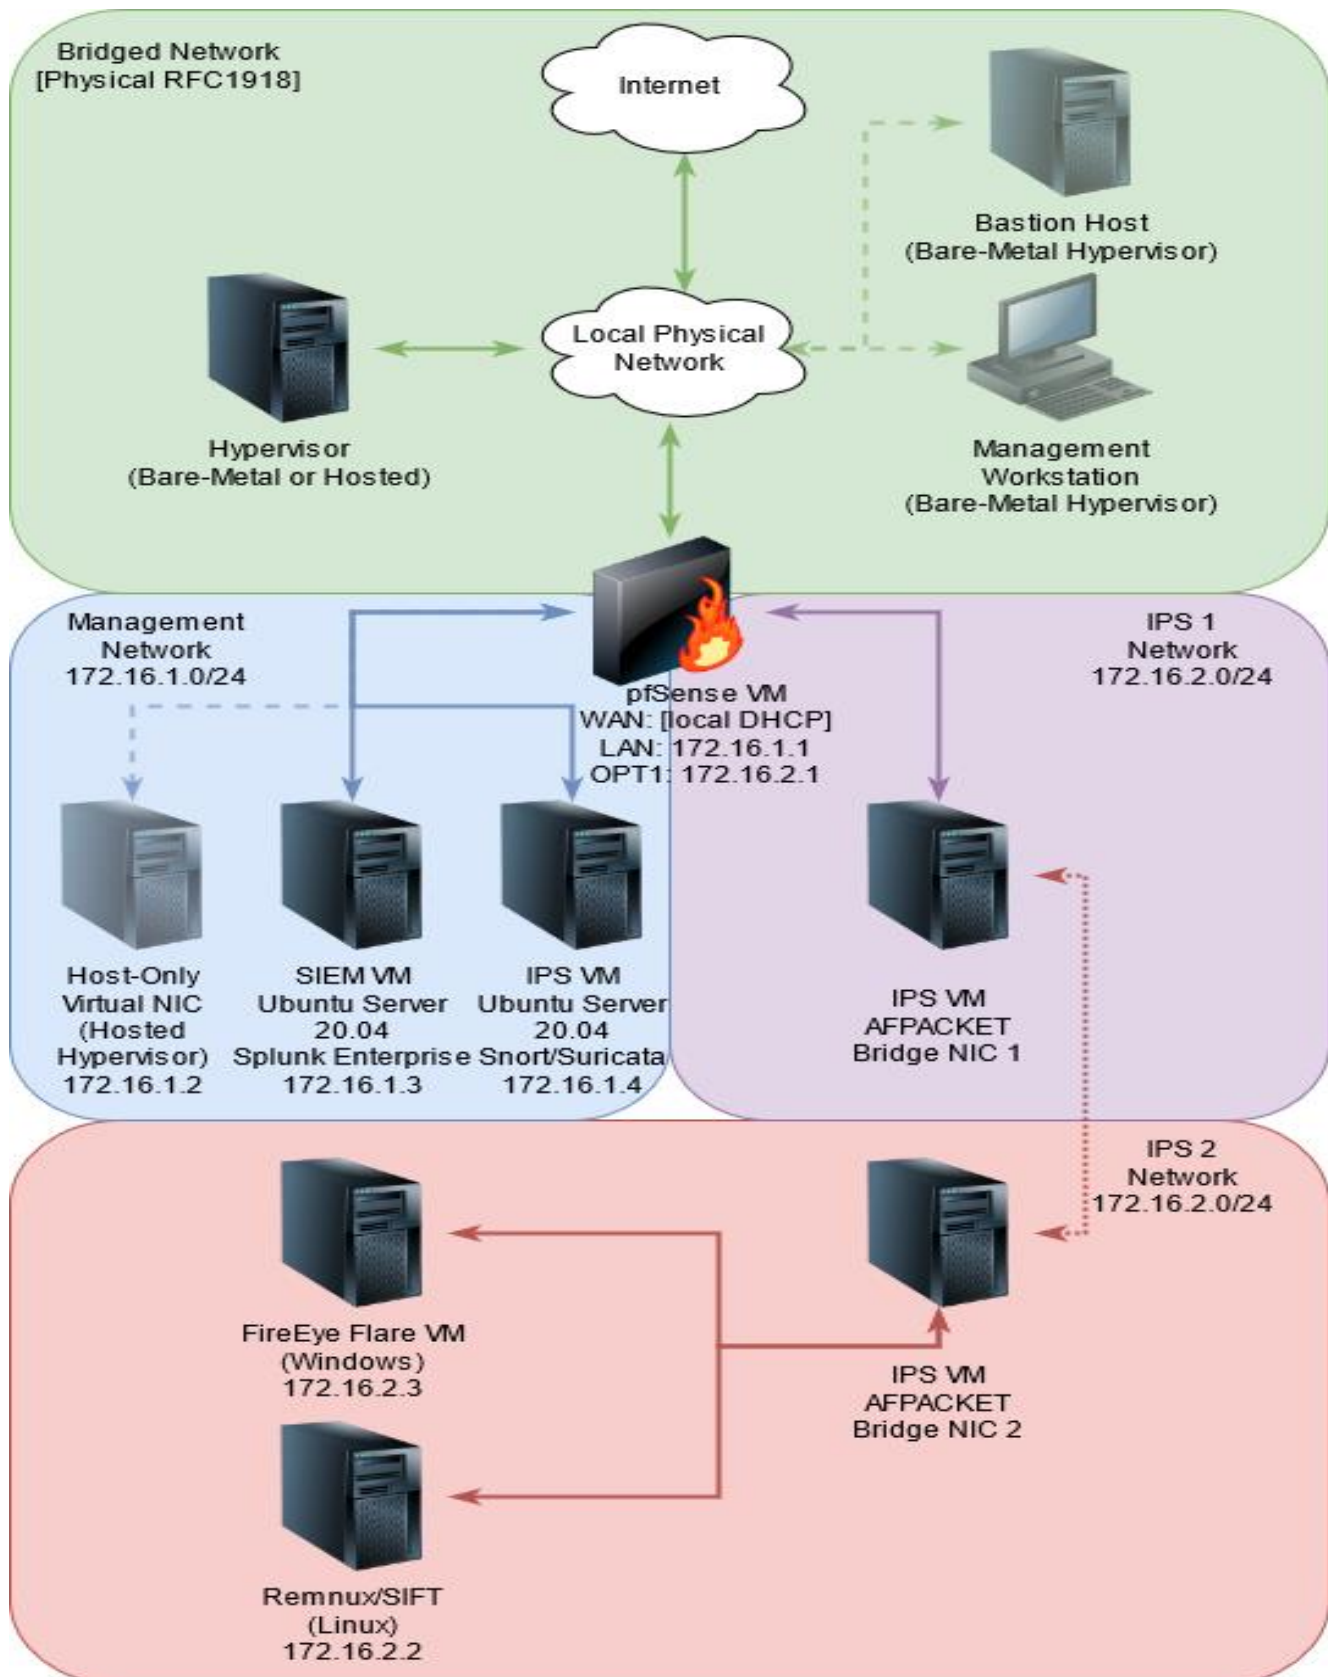 Bridged Network
[Physical RFC1918]
Internet
Bastion Host
(Bare-Metal Hypervisor)
Local Physical
Network
Hypervisor
(Bare-Metal or Hosted)
Management
Workstation
(Bare-Metal Hypervisor)
Management
Network
172.16.1.0/24
pfSense VM
WAN: [local DHCP]
LAN: 172.16.1.1
OPT1: 172.16.2.1
IPS 1
Network
172.16.2.0/24
Host-Only
Virtual NIC
(Hosted
Hypervisor)
172.16.1.2
SIEM VM
Ubuntu Server
20.04
Splunk Enterprise
172.16.1.3
IPS VM
Ubuntu Server
20.04
Snort/Suricata
172.16.1.4
IPS VM
AFPACKET
Bridge NIC 1
IPS 2
Network
172.16.2.0/24
FireEye Flare VM
(Windows)
172.16.2.3
IPS VM
AFPACKET
Bridge NIC 2
Remnux/SIFT
(Linux)
172.16.2.2